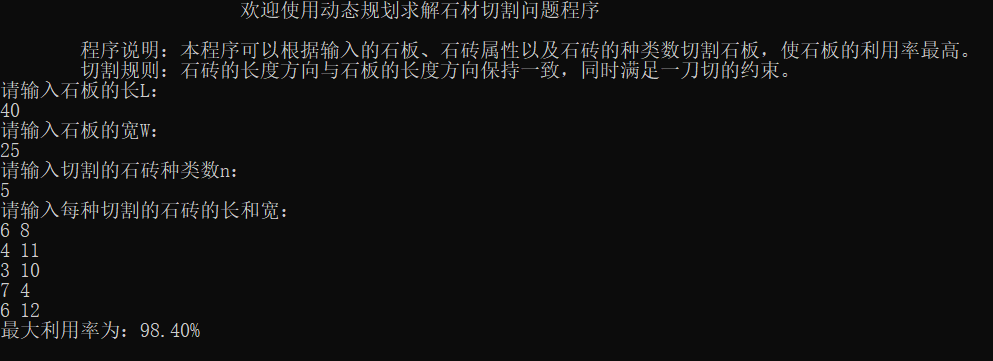 欢迎使用动态规划求解石材切割问题程序
程序说明：本程序可以根据输入的石板、石砖属性以及石砖的种类数切割石板，使石板的利用率最高。
切割规则：石砖的长度方向与石板的长度方向保持一致，同时满足一刀切的约束。
请输入石板的长L：
40
请输入石板的宽W：
25
请输入切割的石砖种类数n：
5
请输入每种切割的石砖的长和宽：
6 8
4 11
3 10
7 4
6 12
最大利用率为：98.40%